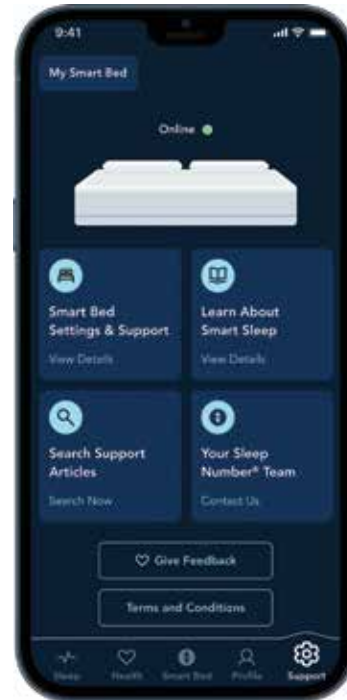 9:41
My Smart Bed
Online
Smart Bed
Settings & Support
View Details
Learn About
Smart Sleep
View Details
Search Support
Articles
Search Now
Your Sleep
Number® Team
Contact Us
Give Feedback
Terms and Conditions
Sleep
Health
Smart Bed
Profile
Support